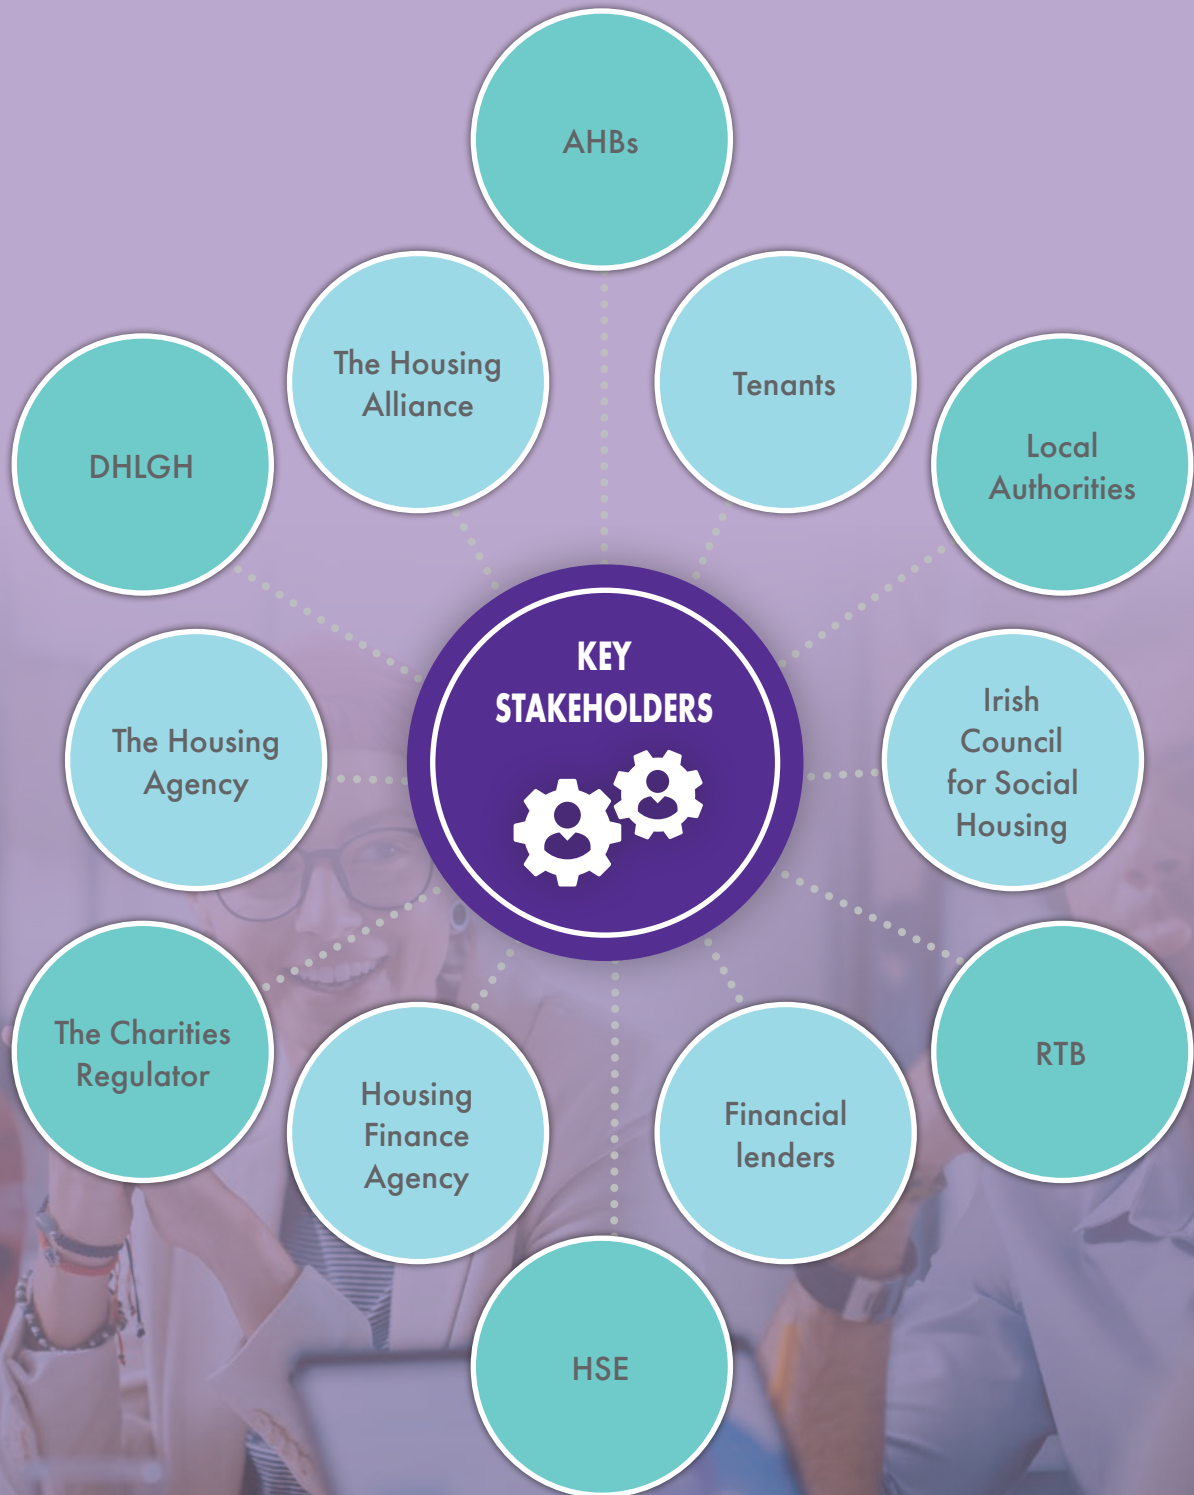 AHBs
The Housing
Alliance
Tenants
DHLGH
Local
Authorities
KEY
STAKEHOLDERS
The Housing
Agency
Irish
Council
for Social
Housing
The Charities
Regulator
RTB
Housing
Finance
Agency
Financial
lenders
HSE